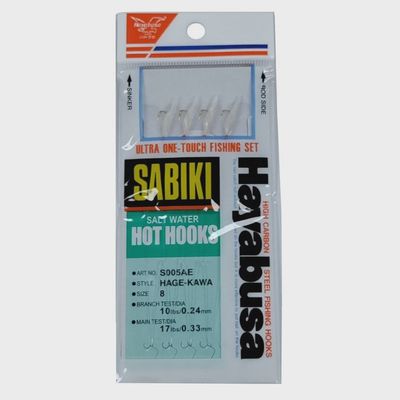 Hayabusa
SINKER
ROD SIDE
ULTRA ONE-TOUCH FISHING SET
SABIKI
SALT WATER
HOT HOOKS
ART NO. S005AE
STYLE HAGE-KAWA
SIZE 8
BRANCH TEST/DIA
10lbs/0.24mm
MAIN TEST/DIA
17lbs/0.33mm
Hayabusa
HIGH CARBON STEEL FISHING HOOKS